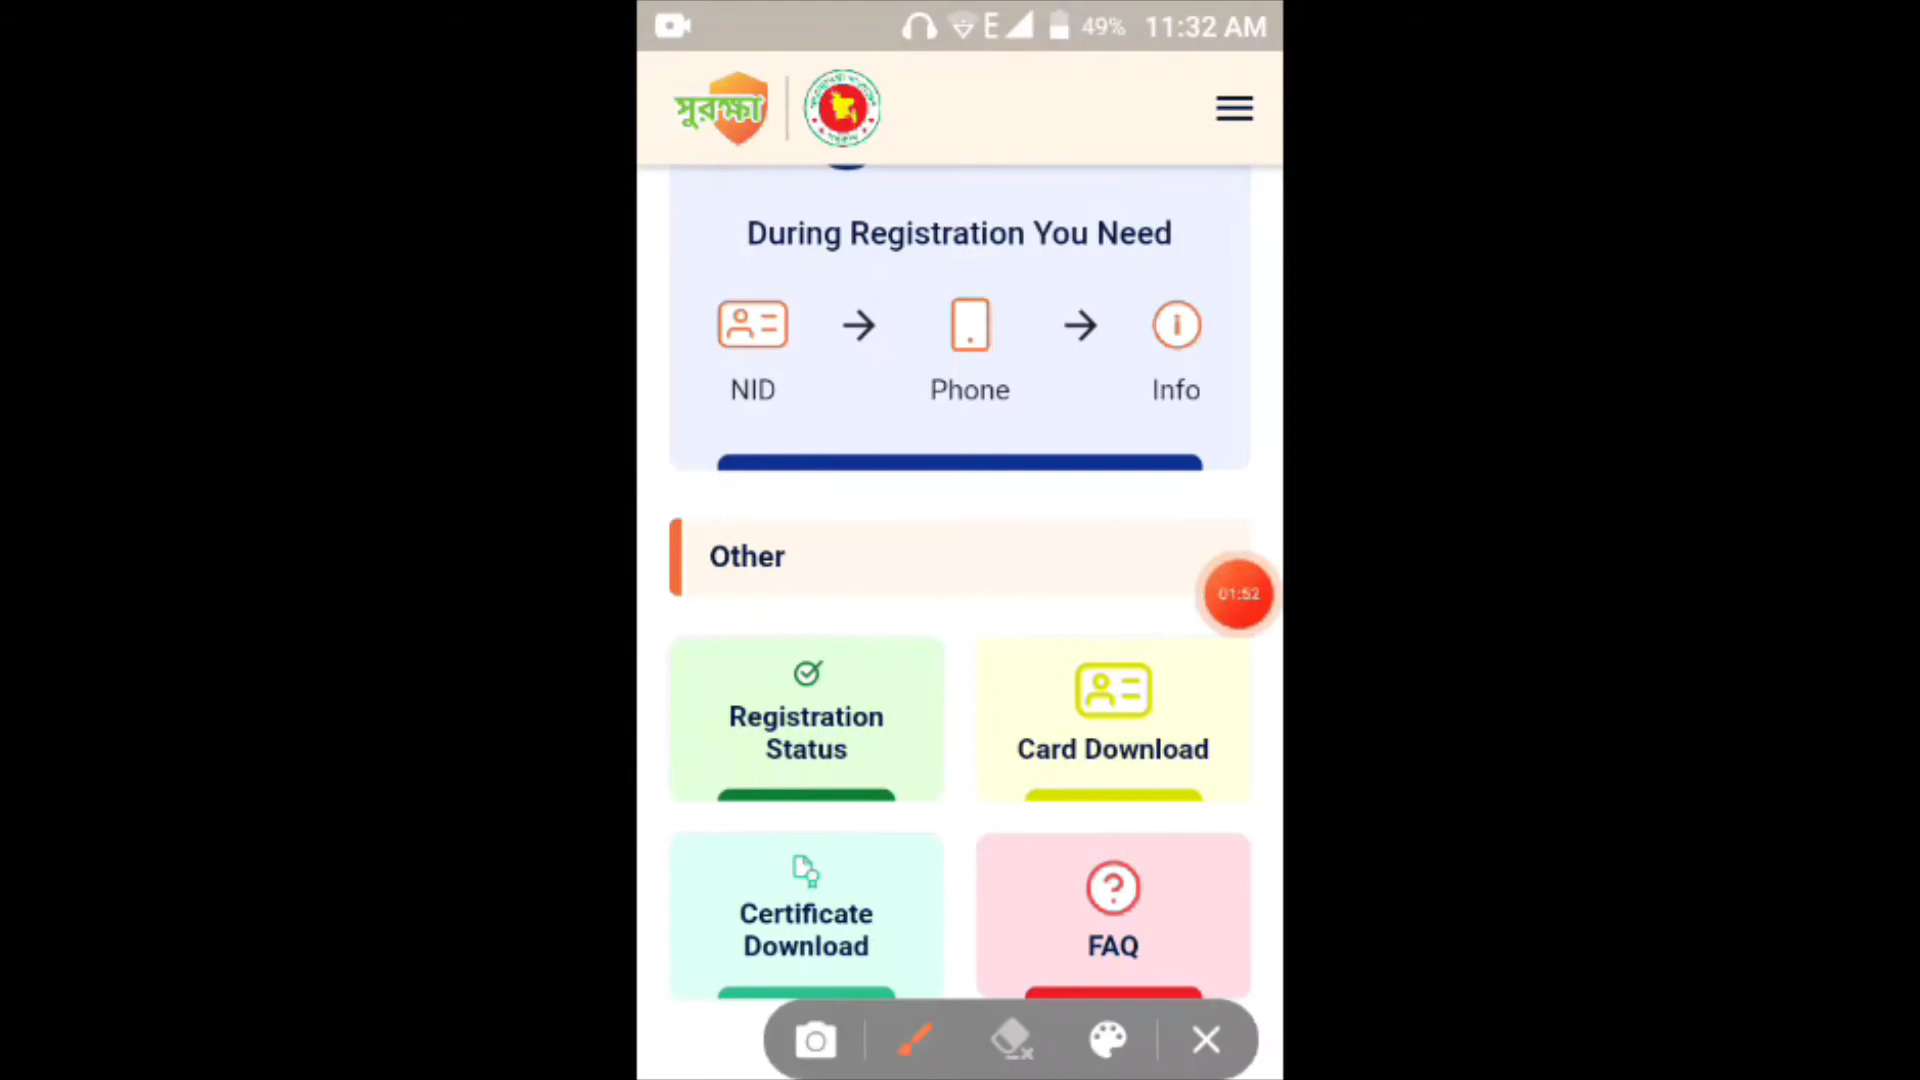 E 49% 11:32 AM
সুরক্ষা
During Registration You Need
NID Phone Info
Other
01:52
Registration
Status
Card Download
Certificate
Download
FAQ